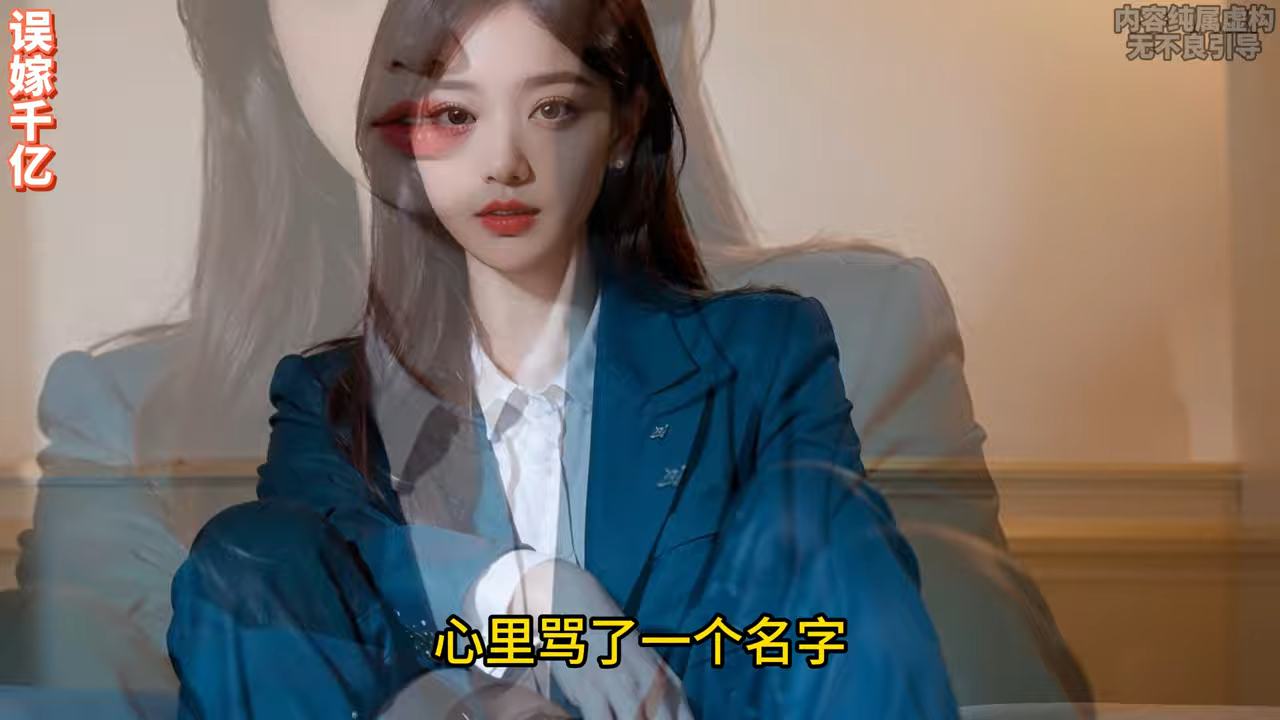 误嫁千亿
内容纯属虚构
无不良引导
心里骂了一个名字